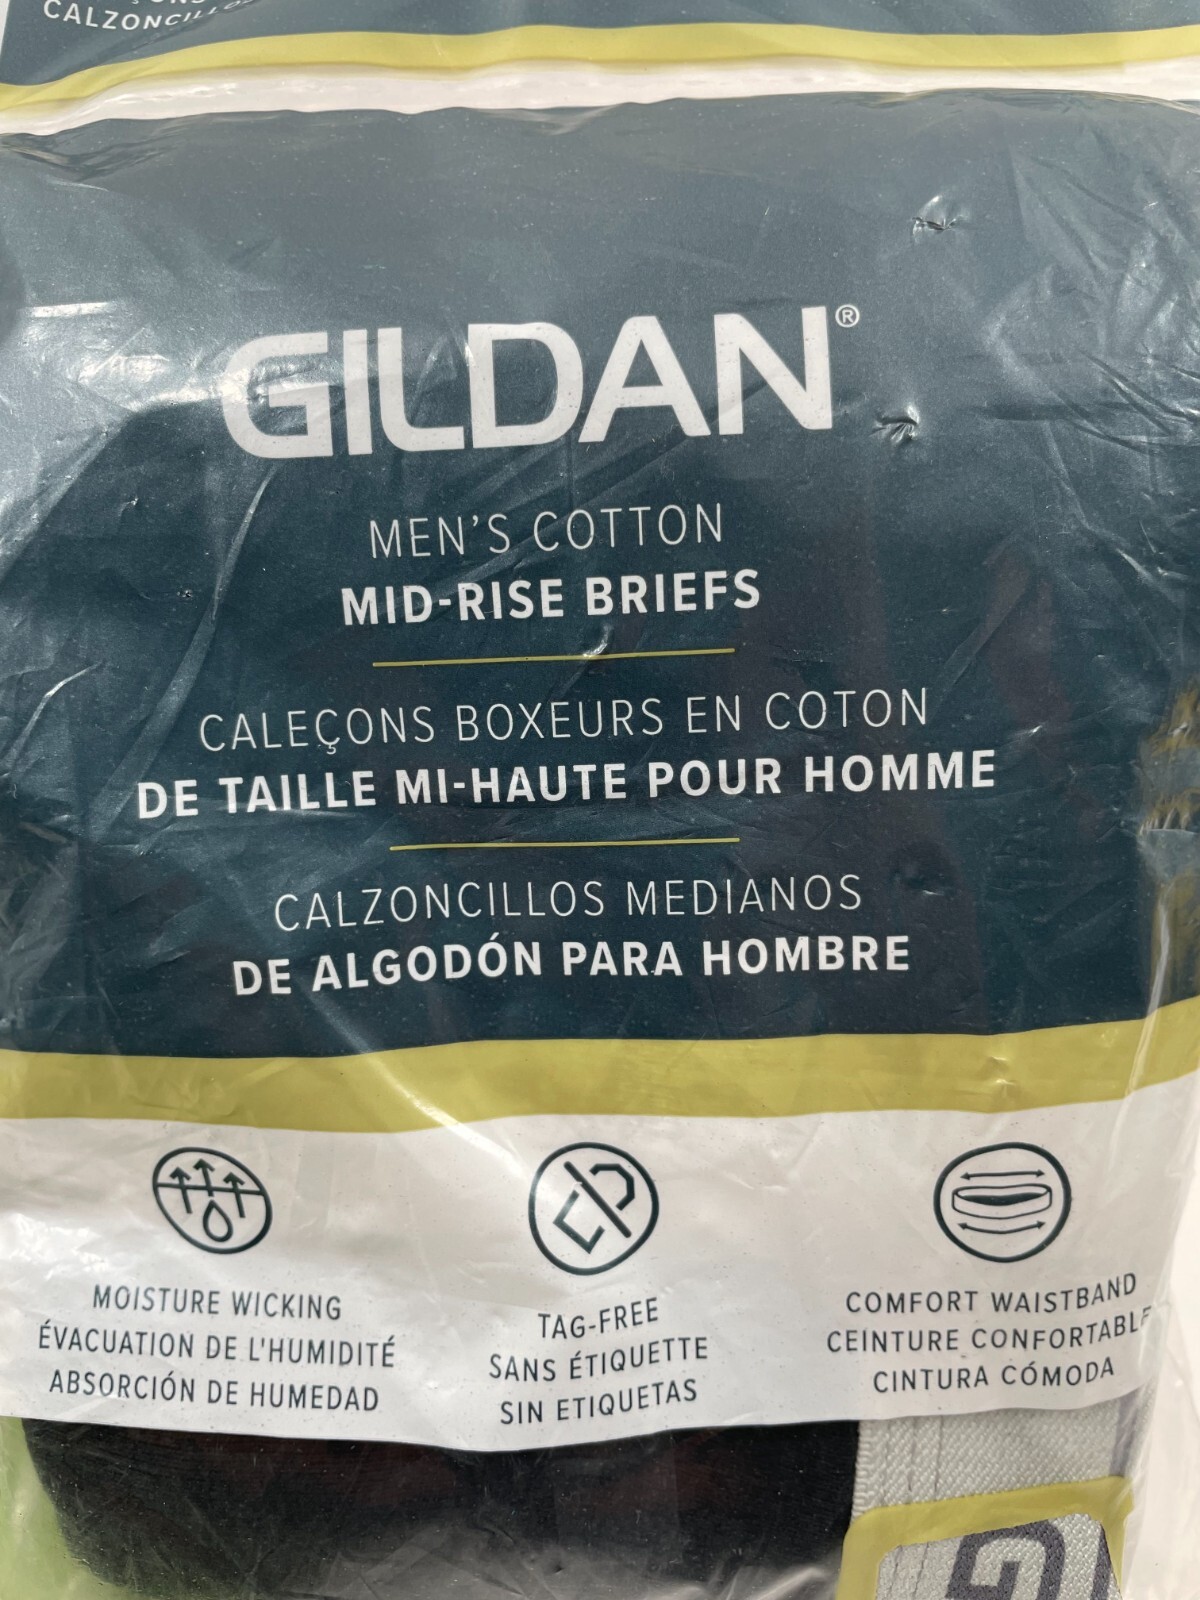 GILDAN®
MEN'S COTTON
MID-RISE BRIEFS
CALEÇONS BOXEURS EN COTON
DE TAILLE MI-HAUTE POUR HOMME
CALZONCILLOS MEDIANOS
DE ALGODÓN PARA HOMBRE
MOISTURE WICKING
ÉVACUATION DE L'HUMIDITÉ
ABSORCIÓN DE HUMEDAD
TAG-FREE
SANS ÉTIQUETTE
SIN ETIQUETAS
COMFORT WAISTBAND
CEINTURE CONFORTABLE
CINTURA CÓMODA